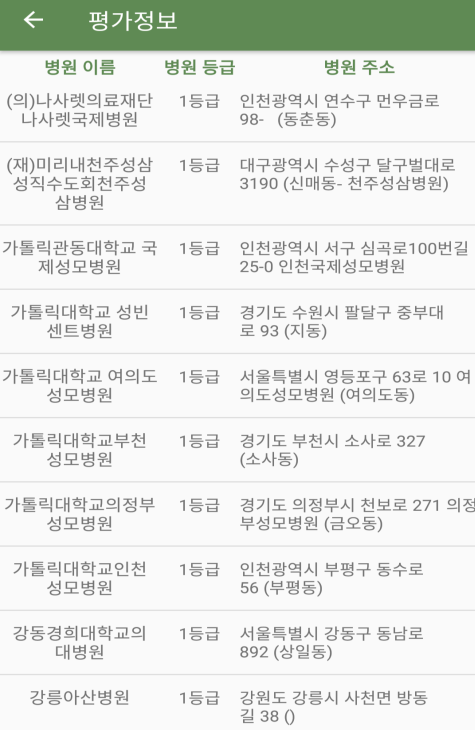 평가정보
병원 이름 병원 등급 병원 주소
(의)나사렛의료재단 1등급 인천광역시 연수구 먼우금로
나사렛국제병원 98- (동춘동)
(재)미리내천주성삼 1등급 대구광역시 수성구 달구벌대로
성직수도회천주성 3190 (신매동- 천주성삼병원)
삼병원
가톨릭관동대학교 국 1등급 인천광역시 서구 심곡로100번길
제성모병원 25-0 인천국제성모병원
가톨릭대학교 성빈 1등급 경기도 수원시 팔달구 중부대
센트병원 로 93 (지동)
가톨릭대학교 여의도 1등급 서울특별시 영등포구 63로 10 여
성모병원 의도성모병원 (여의도동)
가톨릭대학교부천 1등급 경기도 부천시 소사로 327
성모병원 (소사동)
가톨릭대학교의정부 1등급 경기도 의정부시 천보로 271 의정
성모병원 부성모병원 (금오동)
가톨릭대학교인천 1등급 인천광역시 부평구 동수로
성모병원 56 (부평동)
강동경희대학교의 1등급 서울특별시 강동구 동남로
대병원 892 (상일동)
강릉아산병원 1등급 강원도 강릉시 사천면 방동
길 38 ()